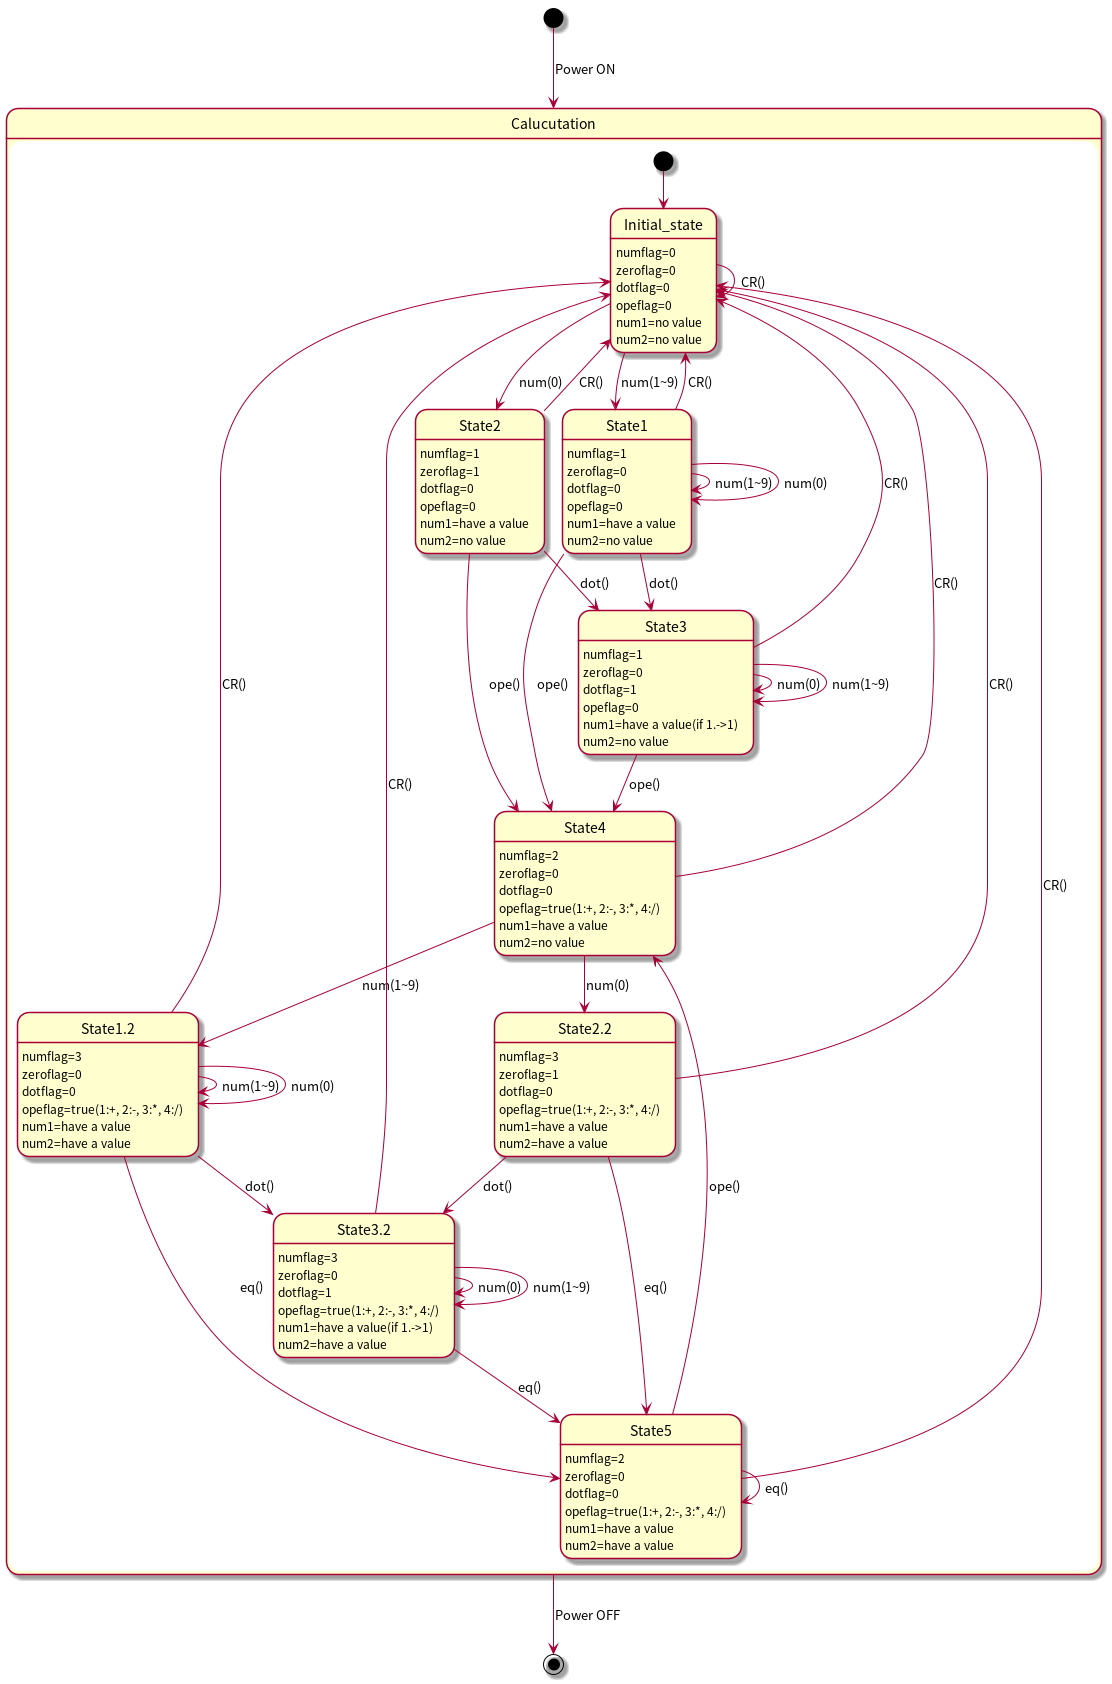 Power ON
Calucutation
Initial_state
numflag=0
zeroflag=0
dotflag=0
opeflag=0
num1=no value
num2=no value
CR()
num(0)
CR()
num(1~9)
CR()
State2
numflag=1
zeroflag=1
dotflag=0
opeflag=0
num1=have a value
num2=no value
State1
numflag=1
zeroflag=0
dotflag=0
opeflag=0
num1=have a value
num2=no value
num(1~9)
num(0)
CR()
dot()
dot()
CR()
State3
numflag=1
zeroflag=0
dotflag=1
opeflag=0
num1=have a value(if 1.->1)
num2=no value
num(0)
num(1~9)
CR()
ope()
ope()
CR()
CR()
ope()
State4
numflag=2
zeroflag=0
dotflag=0
opeflag=true(1:+, 2:-, 3:*, 4:/)
num1=have a value
num2=no value
CR()
num(1~9)
num(0)
State1.2
numflag=3
zeroflag=0
dotflag=0
opeflag=true(1:+, 2:-, 3:*, 4:/)
num1=have a value
num2=have a value
num(1~9)
num(0)
State2.2
numflag=3
zeroflag=1
dotflag=0
opeflag=true(1:+, 2:-, 3:*, 4:/)
num1=have a value
num2=have a value
dot()
dot()
ope()
State3.2
numflag=3
zeroflag=0
dotflag=1
opeflag=true(1:+, 2:-, 3:*, 4:/)
num1=have a value(if 1.->1)
num2=have a value
eq()
num(0)
num(1~9)
eq()
eq()
State5
numflag=2
zeroflag=0
dotflag=0
opeflag=true(1:+, 2:-, 3:*, 4:/)
num1=have a value
num2=have a value
eq()
Power OFF